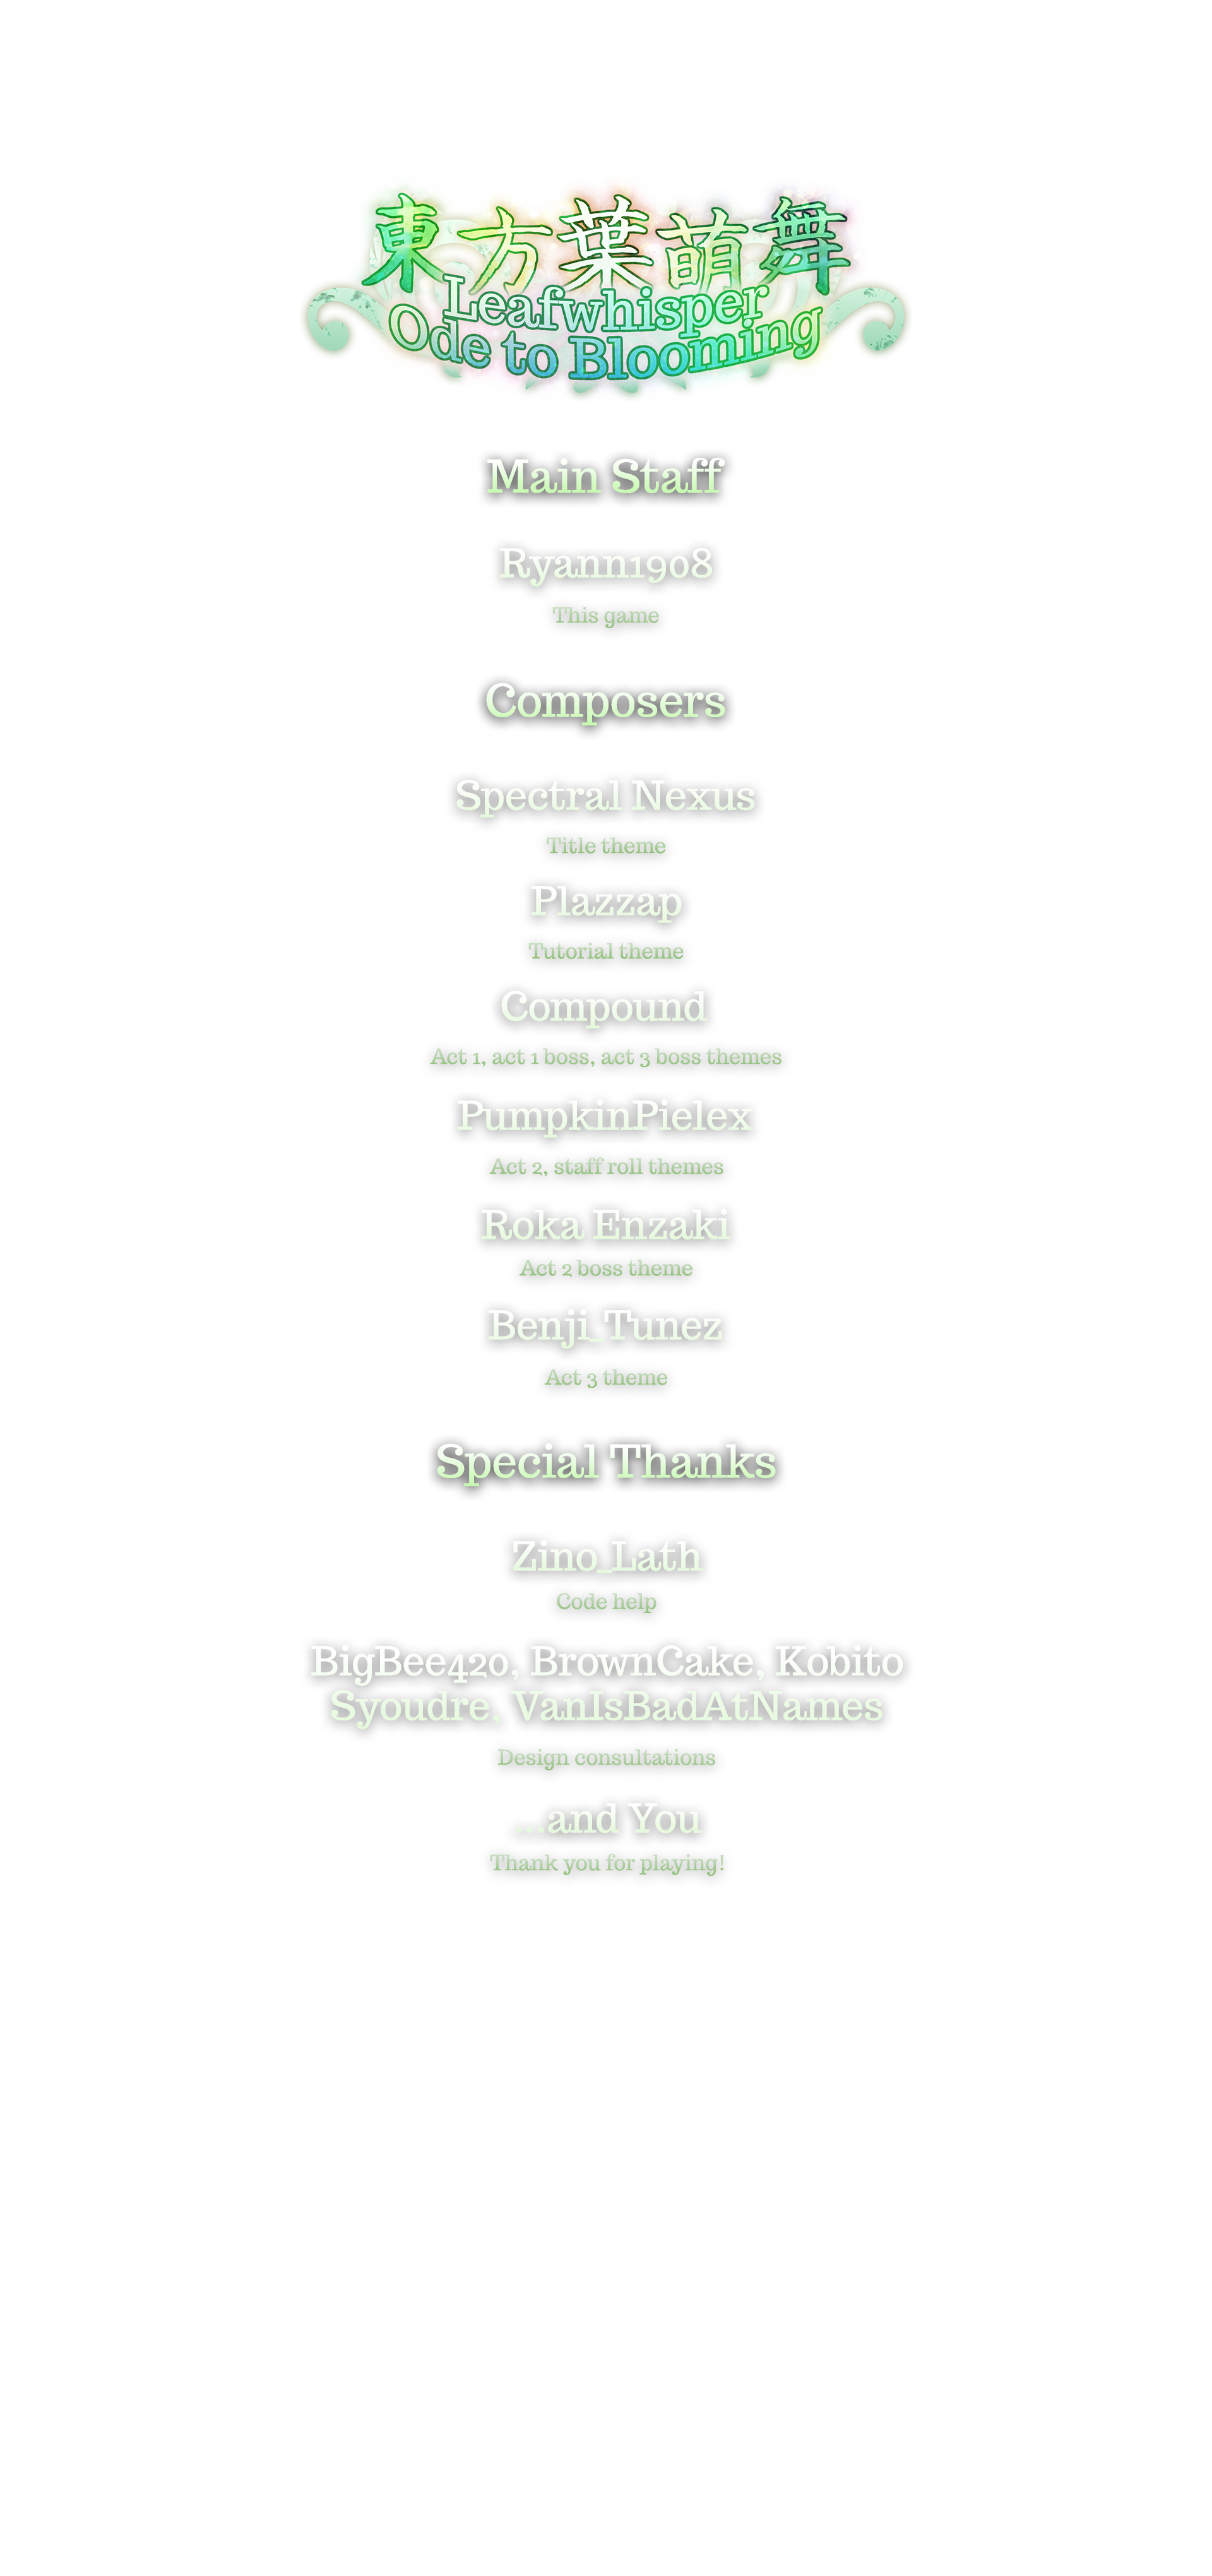 東方葉萌舞
Leafwhisper
Ode to Blooming
Main Staff
Ryann1908
This game
Composers
Spectral Nexus
Title theme
Plazzap
Tutorial theme
Compound
Act 1, act 1 boss, act 3 boss themes
PumpkinPielex
Act 2, staff roll themes
Roka Enzaki
Act 2 boss theme
Benji_Tunez
Act 3 theme
Special Thanks
Zino_Lath
Code help
BigBee420, BrownCake, Kobito
Syoudre, VanIsBadAtNames
Design consultations
...and You
Thank you for playing!